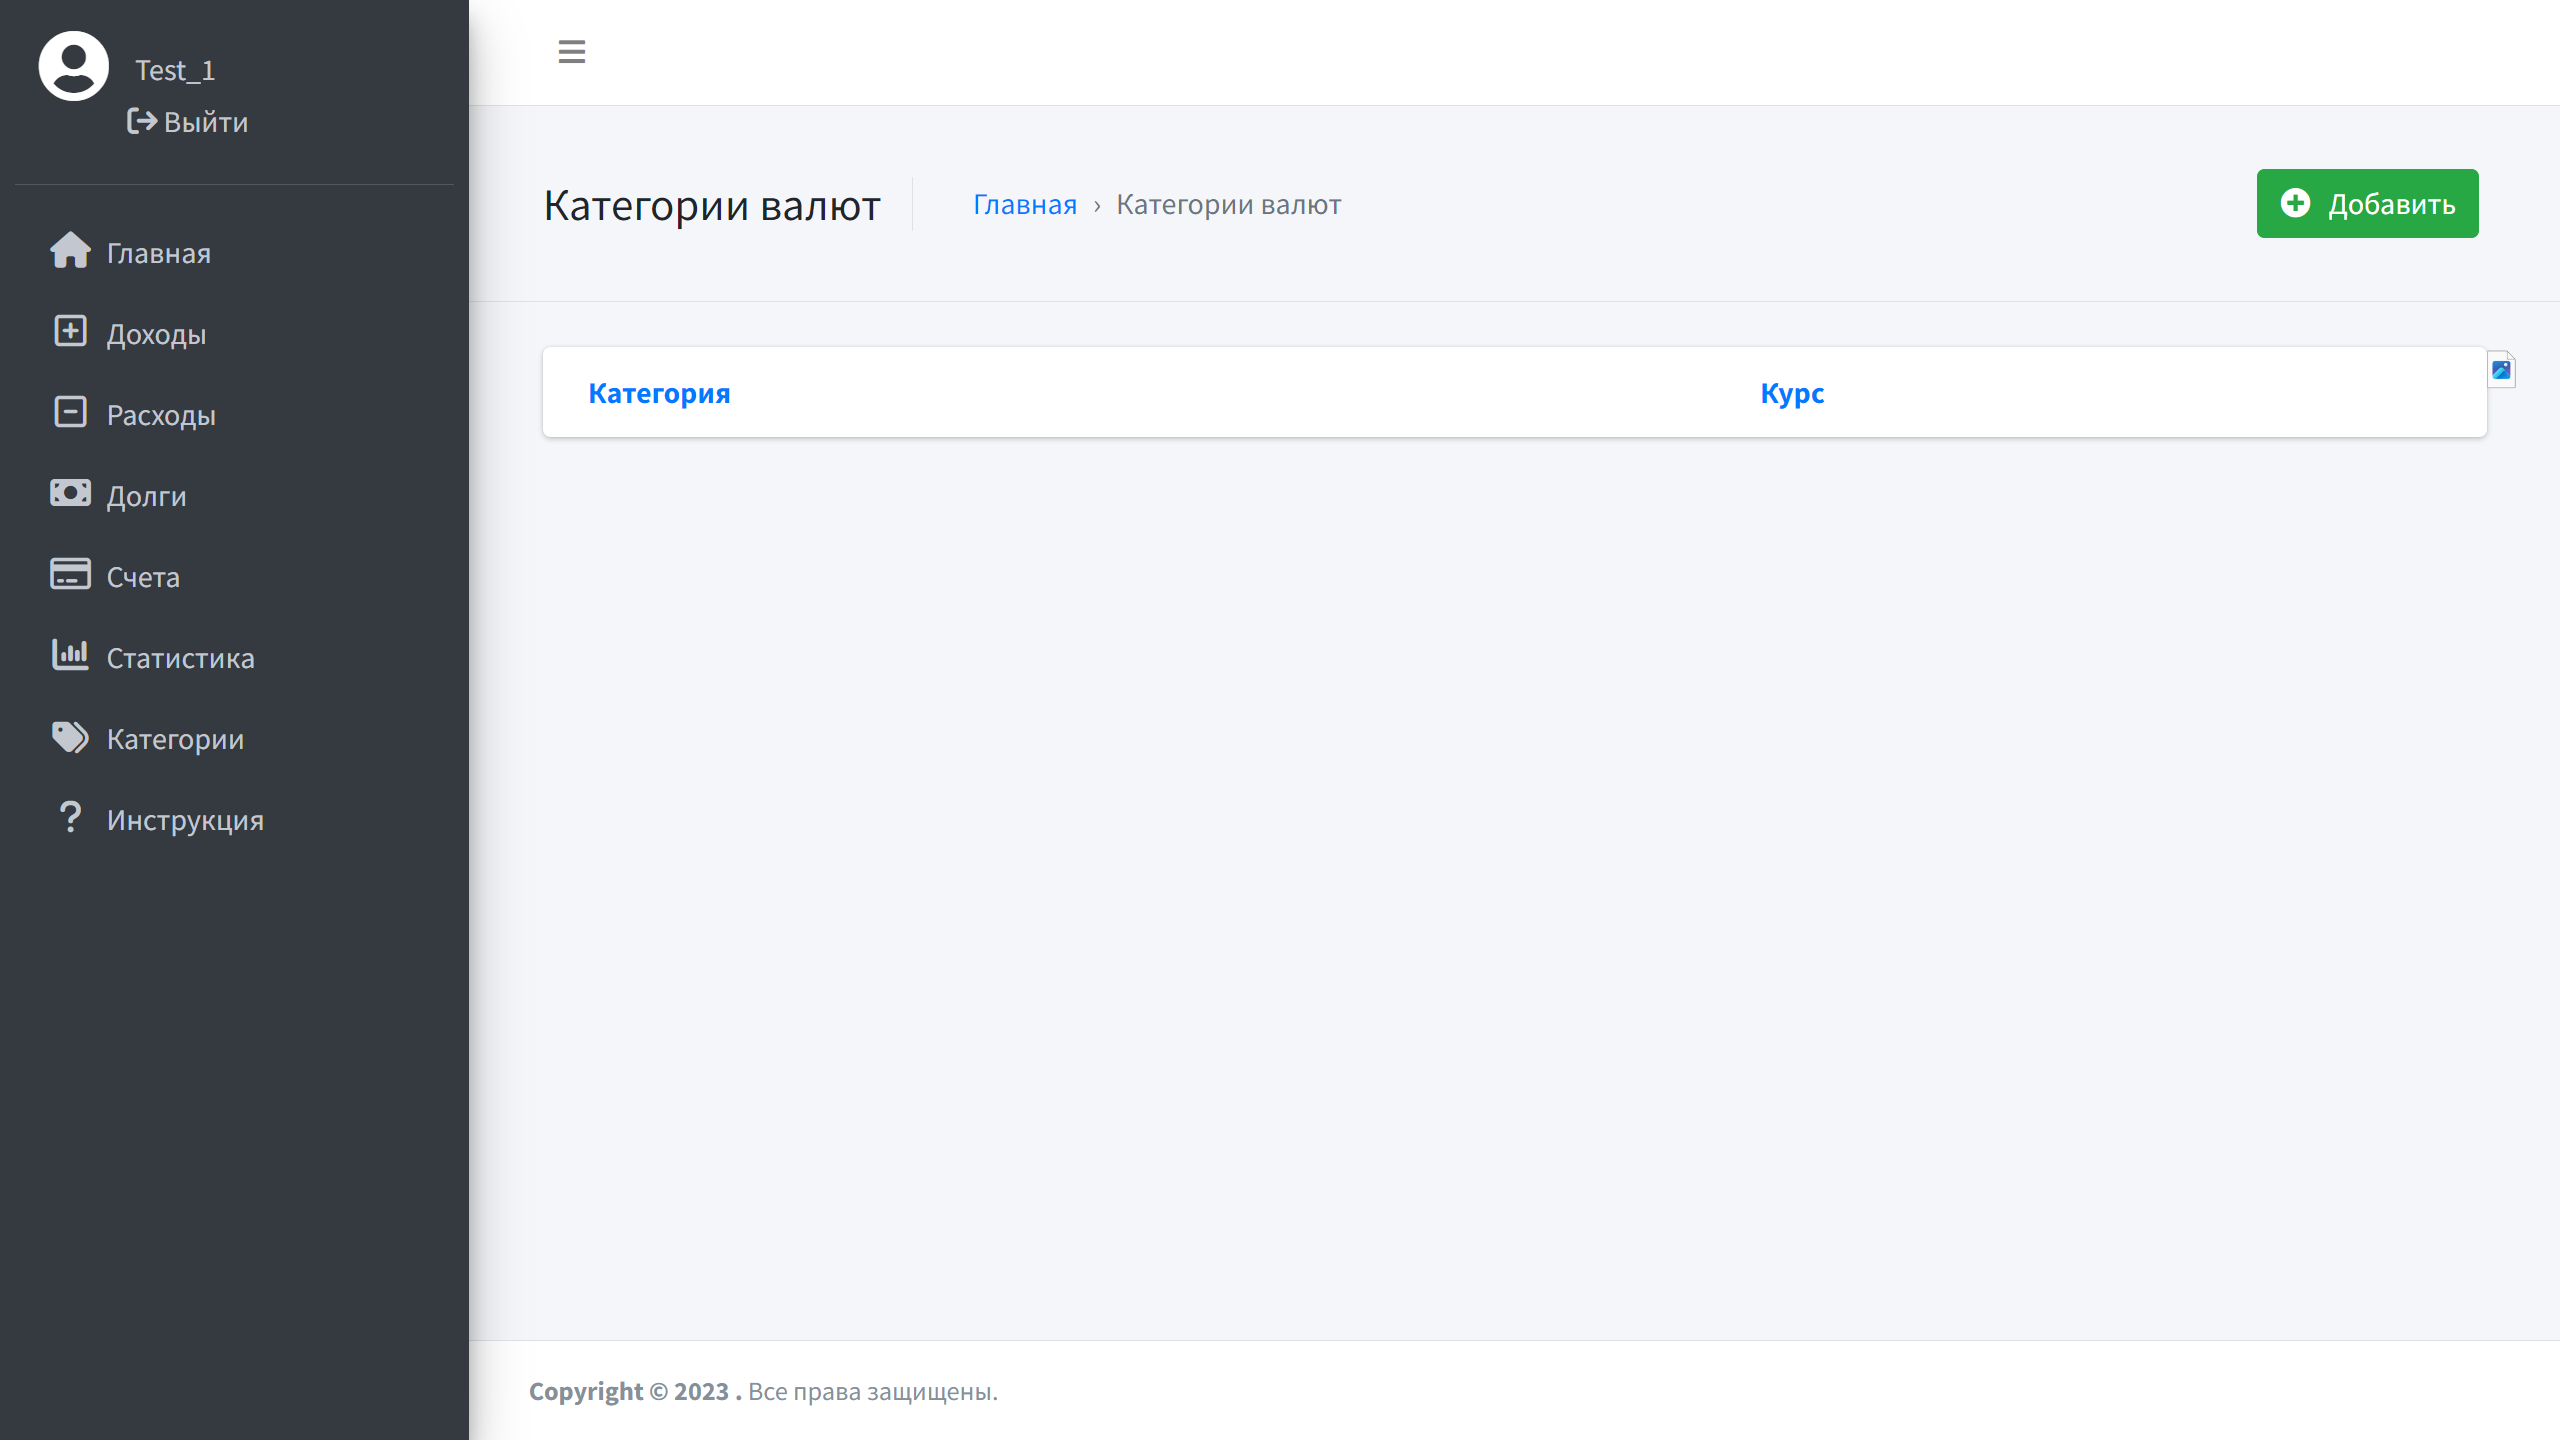 Test_1
Выйти
Главная
Доходы
Расходы
Долги
Счета
Статистика
Категории
Инструкция
Категории валют
Главная › Категории валют
Добавить
Категория Курс
Copyright © 2023 . Все права защищены.